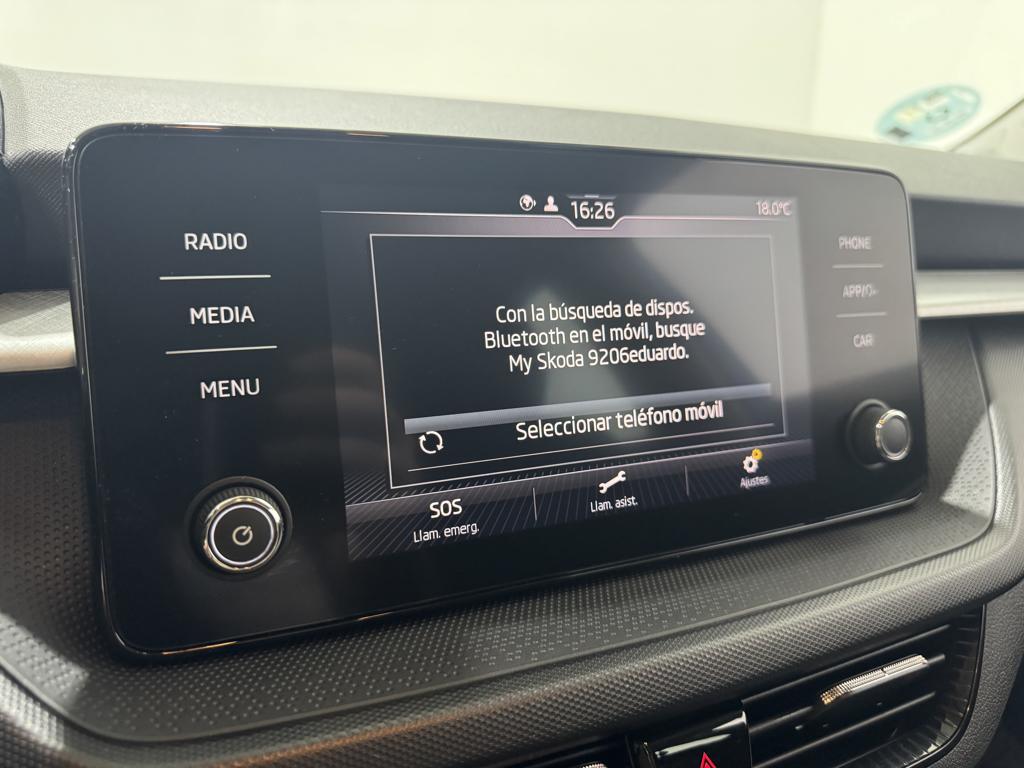 16:26
18.0°C
RADIO
MEDIA
MENU
Con la búsqueda de dispos.
Bluetooth en el móvil, busque
My Skoda 9206eduardo.
Seleccionar teléfono móvil
SOS
Llam. emerg.
Llam. asist.
Ajustes
PHONE
CAR